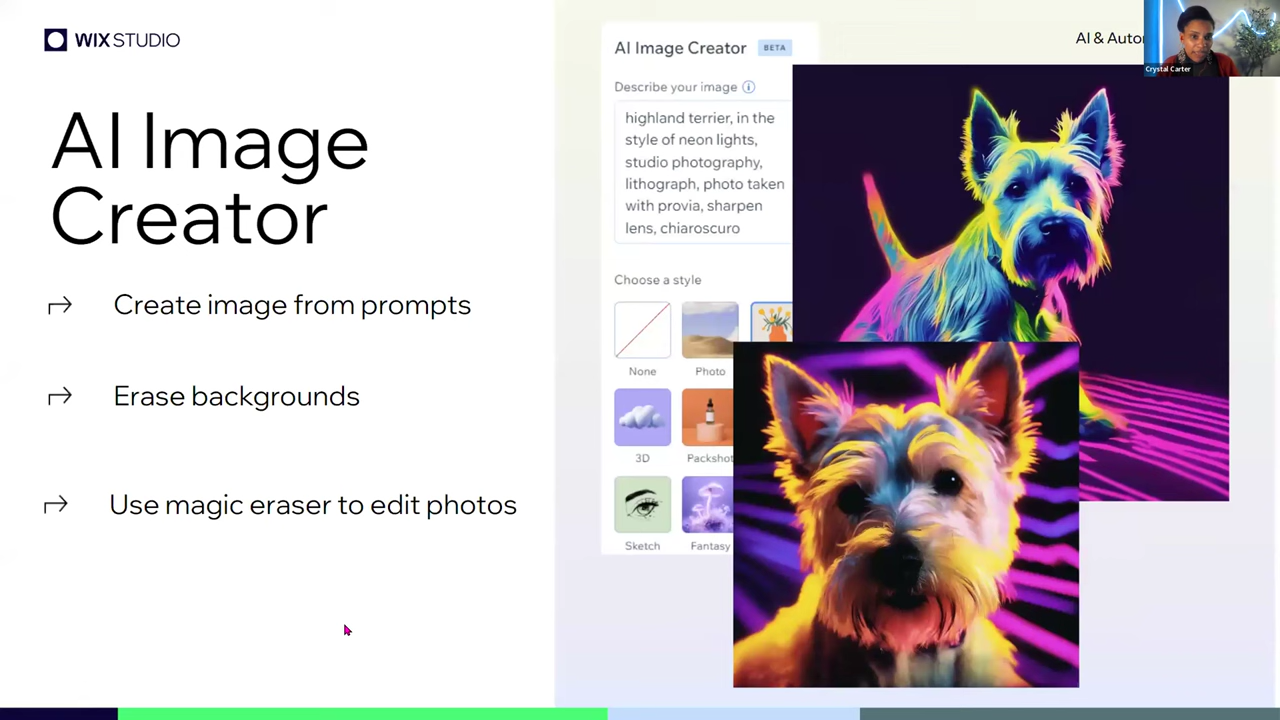 WIX STUDIO
AI Image
Creator
Create image from prompts
Erase backgrounds
Use magic eraser to edit photos
AI Image Creator BETA
Describe your image
highland terrier, in the
style of neon lights,
studio photography,
lithograph, photo taken
with provia, sharpen
lens, chiaroscuro
Choose a style
None
Photo
3D
Packshot
Sketch
Fantasy
AI &
Crystal Carter